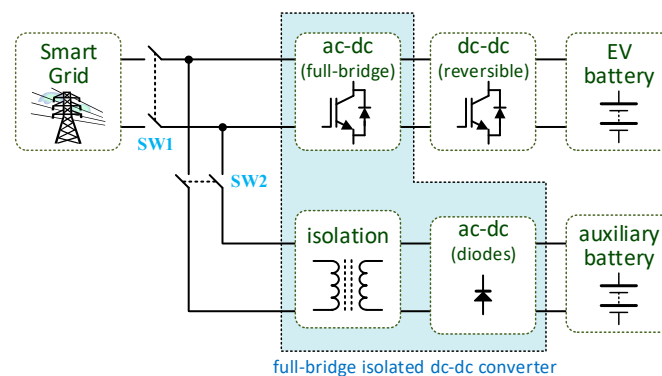 Smart
Grid
SW1
SW2
ac-dc
(full-bridge)
dc-dc
(reversible)
EV
battery
isolation
ac-dc
(diodes)
auxiliary
battery
full-bridge isolated dc-dc converter